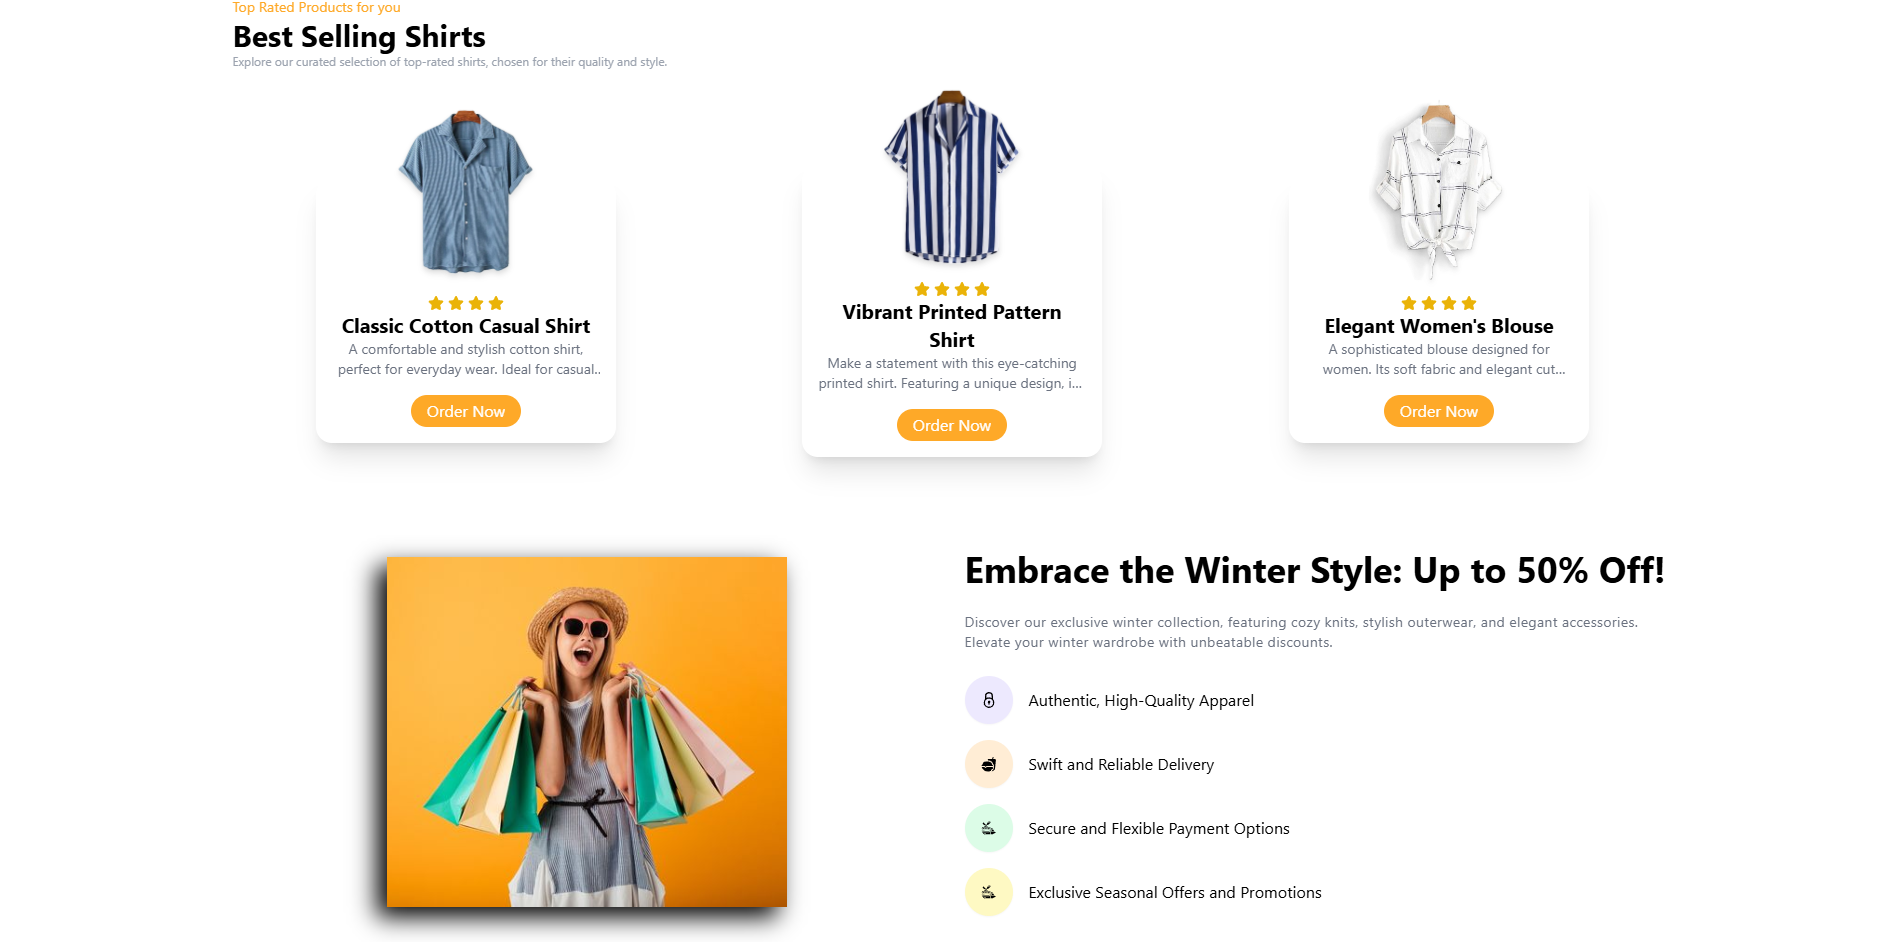 Top Rated Products for you
Best Selling Shirts
Explore our curated selection of top-rated shirts, chosen for their quality and style.
Classic Cotton Casual Shirt
A comfortable and stylish cotton shirt,
perfect for everyday wear. Ideal for casual..
Order Now
Vibrant Printed Pattern
Shirt
Make a statement with this eye-catching
printed shirt. Featuring a unique design, i...
Order Now
Elegant Women's Blouse
A sophisticated blouse designed for
women. Its soft fabric and elegant cut...
Order Now
Embrace the Winter Style: Up to 50% Off!
Discover our exclusive winter collection, featuring cozy knits, stylish outerwear, and elegant accessories.
Elevate your winter wardrobe with unbeatable discounts.
Authentic, High-Quality Apparel
Swift and Reliable Delivery
Secure and Flexible Payment Options
Exclusive Seasonal Offers and Promotions